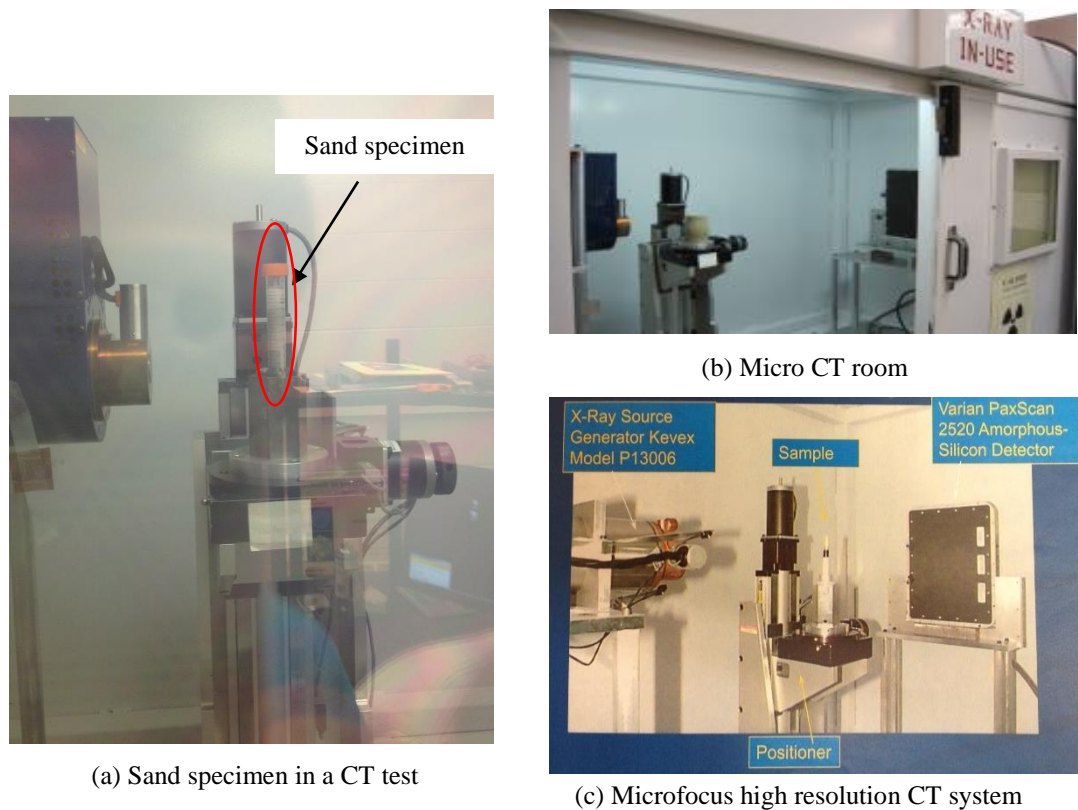 Sand specimen
(a) Sand specimen in a CT test
X-RAY
IN-USE
(b) Micro CT room
X-Ray Source
Generator Kevex
Model P13006
Sample
Varian PaxScan
2520 Amorphous-
Silicon Detector
Positioner
(c) Microfocus high resolution CT system